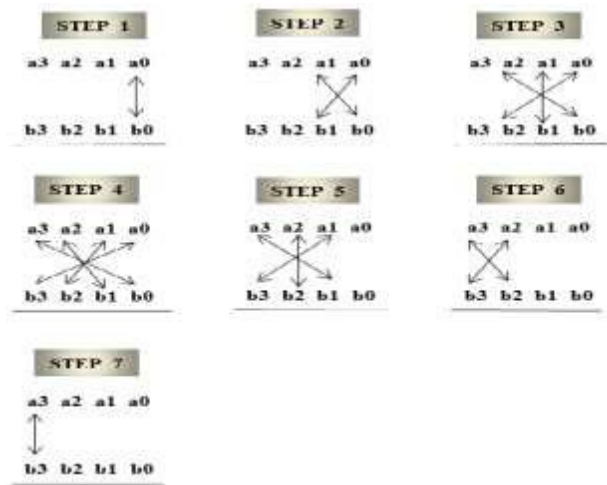 STEP 1
a3 a2 a1 a0
b3 b2 b1 b0
STEP 2
a3 a2 a1 a0
b3 b2 b1 b0
STEP 3
a3 a2 a1 a0
b3 b2 b1 b0
STEP 4
a3 a2 a1 a0
b3 b2 b1 b0
STEP 5
a3 a2 a1 a0
b3 b2 b1 b0
STEP 6
a3 a2 a1 a0
b3 b2 b1 b0
STEP 7
a3 a2 a1 a0
b3 b2 b1 b0